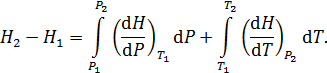 H₂ − H₁ = ∫_{P₁}^{P₂} (dH/dP)_{T₁} dP + ∫_{T₁}^{T₂} (dH/dT)_{P₂} dT.